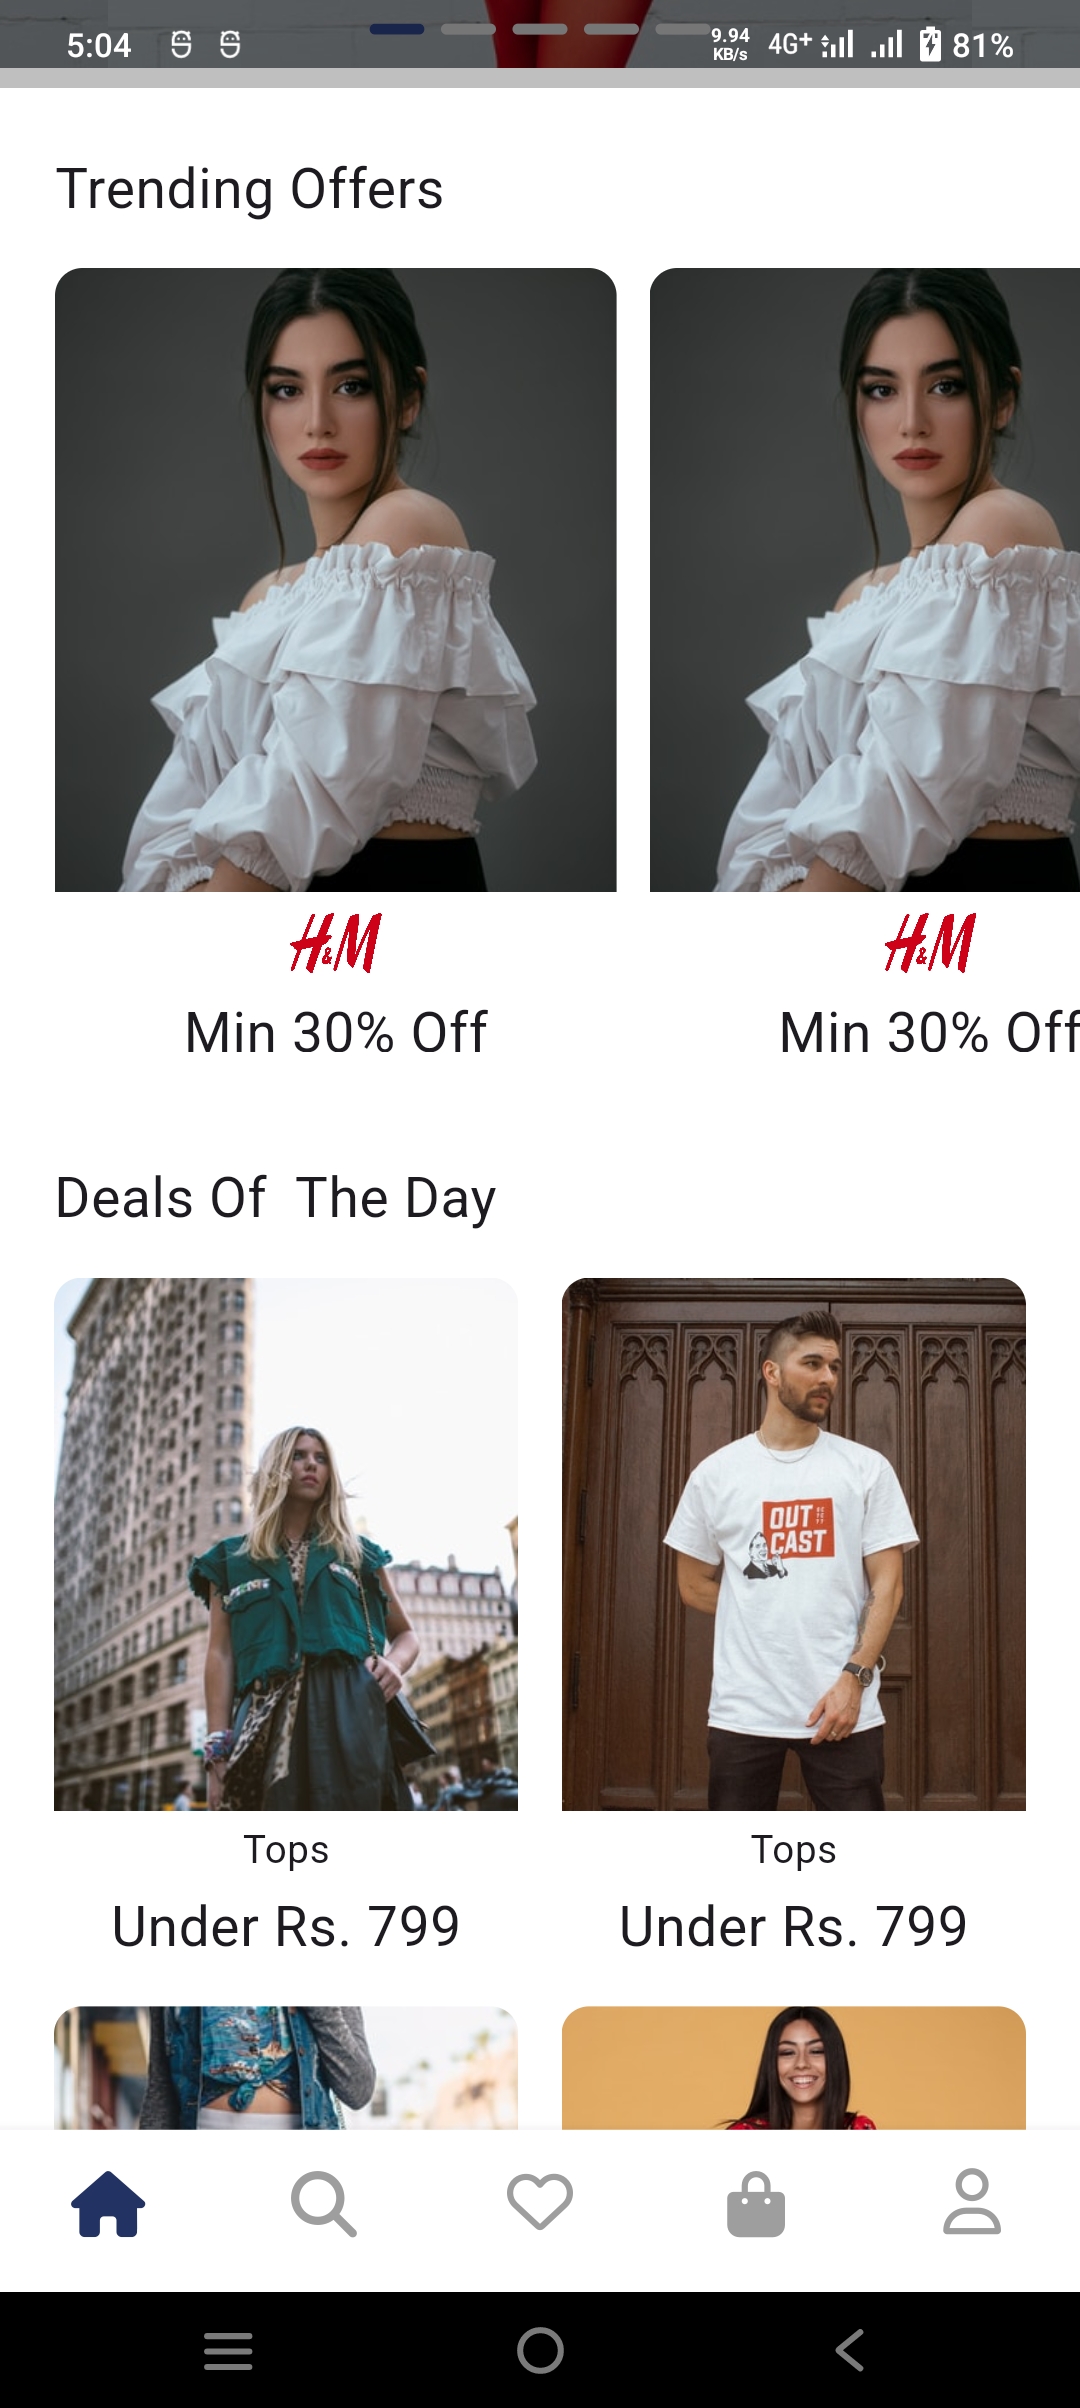 5:04
9.94
KB/s
4G+
81%
Trending Offers
H&M
H&M
Min 30% Off
Min 30% Off
Deals Of  The Day
OUT
CAST
Tops
Tops
Under Rs. 799
Under Rs. 799